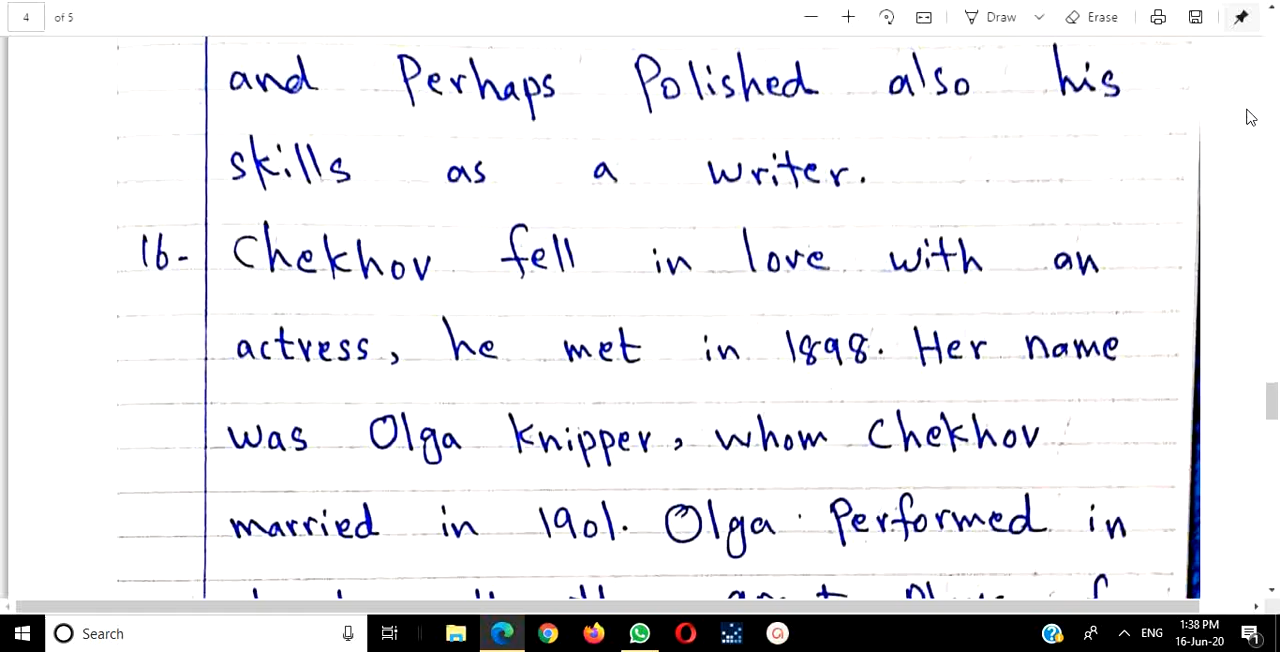 4 of 5 Draw Erase
and Perhaps Polished also his
skills as a writer.
16- Chekhov fell in love with an
actress, he met in 1898. Her name
was Olga Knipper, whom Chekhov
married in 1901. Olga Performed in
Search ENG 1:38 PM
16-Jun-20